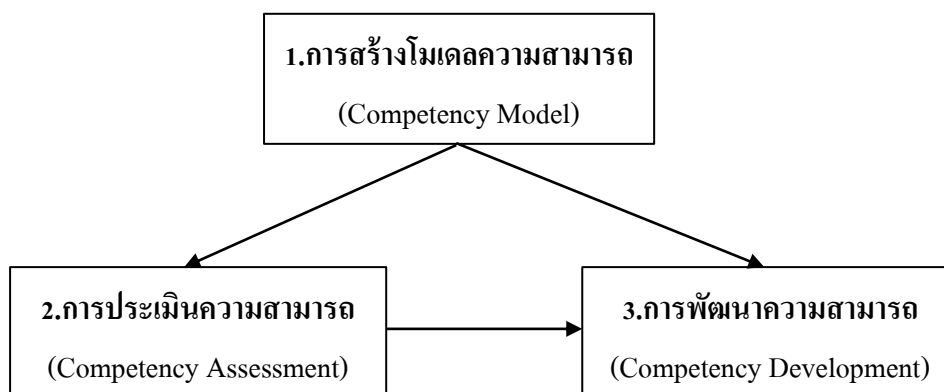 1.การสร้างโมเดลความสามารถ
(Competency Model)
2.การประเมินความสามารถ
(Competency Assessment)
3.การพัฒนาความสามารถ
(Competency Development)